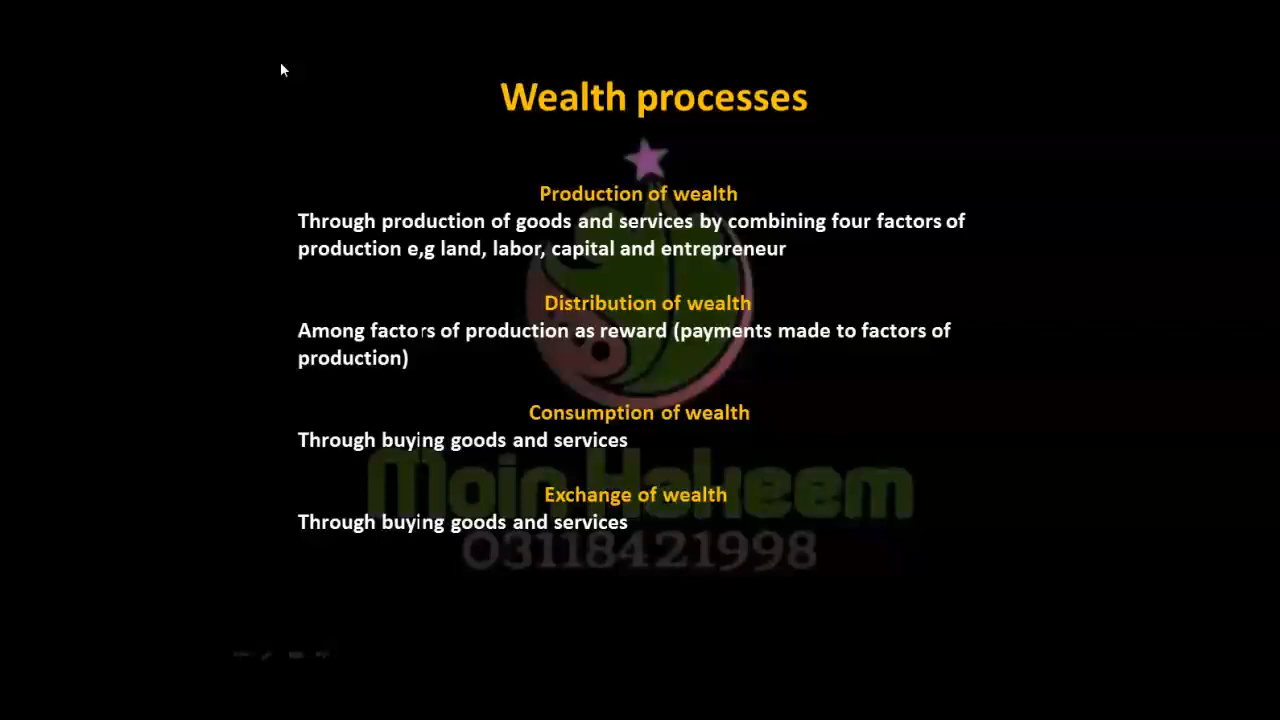 Wealth processes
Production of wealth
Through production of goods and services by combining four factors of
production e,g land, labor, capital and entrepreneur
Distribution of wealth
Among factors of production as reward (payments made to factors of
production)
Consumption of wealth
Through buying goods and services
Moin Hakeem
Exchange of wealth
Through buying goods and services
03118421998